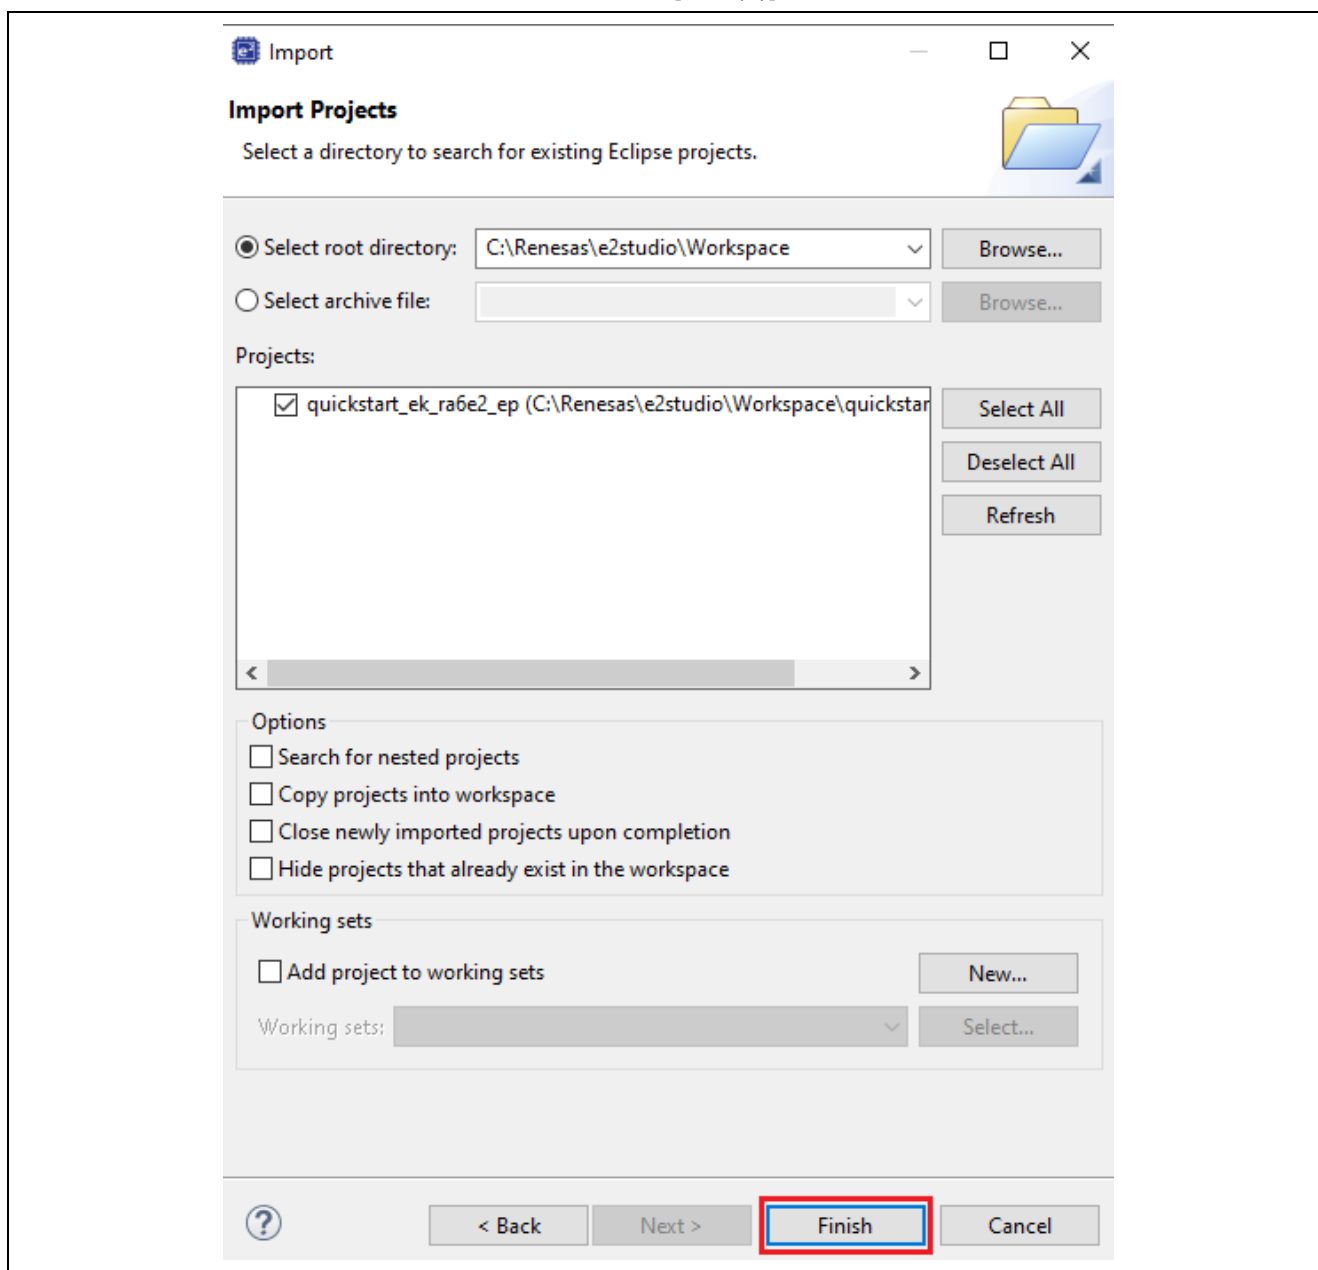 Import
Import Projects
Select a directory to search for existing Eclipse projects.
Select root directory: C:\Renesas\e2studio\Workspace Browse...
Select archive file: Browse...
Projects:
quickstart_ek_ra6e2_ep (C:\Renesas\e2studio\Workspace\quickstar
Select All
Deselect All
Refresh
Options
Search for nested projects
Copy projects into workspace
Close newly imported projects upon completion
Hide projects that already exist in the workspace
Working sets
Add project to working sets New...
Working sets: Select...
? < Back Next > Finish Cancel